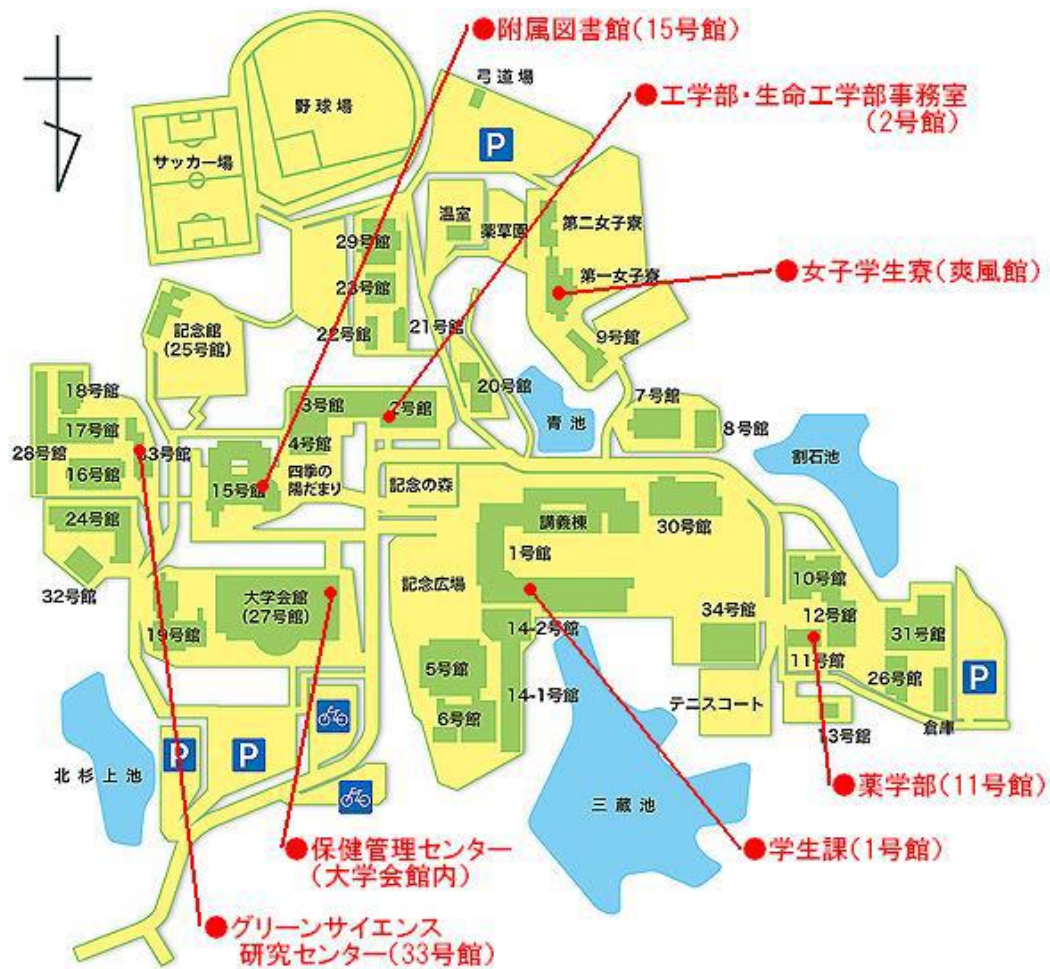 ●附属図書館(15号館)
弓道場
●工学部・生命工学部事務室
(2号館)
野球場
P
サッカー場
温室
薬草園
第二女子寮
29号館
第一女子寮
●女子学生寮(爽風館)
23号館
22号館
21号館
9号館
記念館
(25号館)
18号館
20号館
7号館
3号館
2号館
青池
8号館
17号館
28号館
33号館
4号館
割石池
16号館
15号館
四季の
陽だまり
記念の森
24号館
講義棟
30号館
1号館
32号館
大学会館
(27号館)
記念広場
10号館
34号館
12号館
19号館
14-2号館
31号館
11号館
5号館
26号館
P
14-1号館
テニスコート
6号館
13号館
倉庫
P
P
北杉上池
三蔵池
●薬学部(11号館)
●保健管理センター
(大学会館内)
●学生課(1号館)
●グリーンサイエンス
研究センター(33号館)